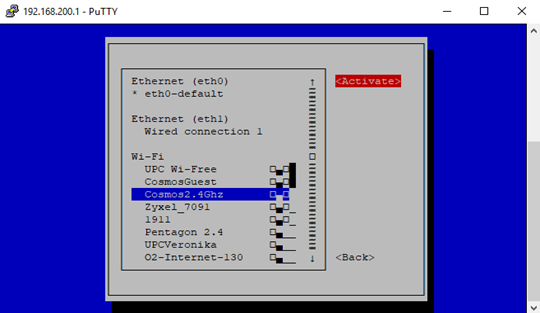 192.168.200.1 - PuTTY
Ethernet (eth0)
* eth0-default
<Activate>
Ethernet (eth1)
Wired connection 1
Wi-Fi
UPC Wi-Free
CosmosGuest
Cosmos2.4Ghz
Zyxel_7091
1911
Pentagon 2.4
UPCVeronika
O2-Internet-130
<Back>